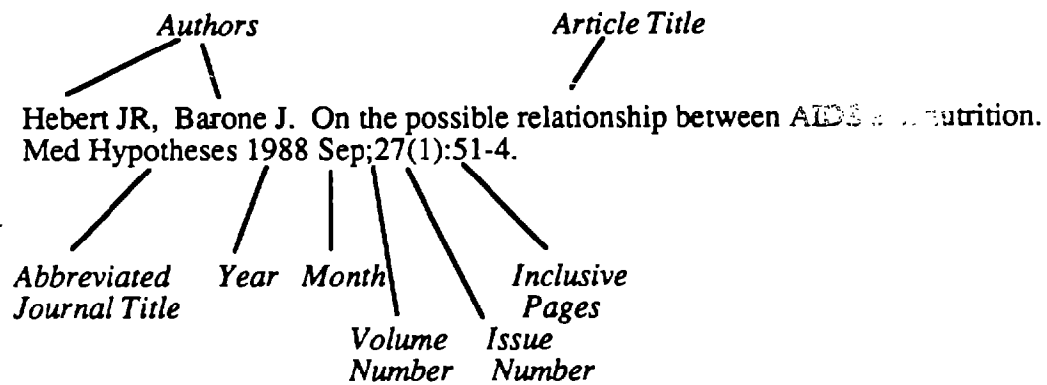 Authors
Article Title
Hebert JR, Barone J. On the possible relationship between AIDS
Med Hypotheses 1988 Sep;27(1):51-4.
Abbreviated Journal Title
Year
Month
Inclusive Pages
Volume Number
Issue Number